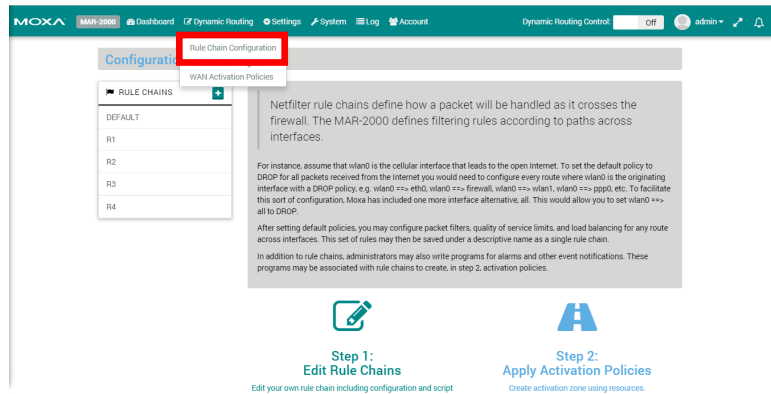 MOXA MAR-2000 Dashboard Dynamic Routing Settings System Log Account Dynamic Routing Control: Off admin
Rule Chain Configuration
Configuratio
WAN Activation Policies
RULE CHAINS
DEFAULT
R1
R2
R3
R4
Netfilter rule chains define how a packet will be handled as it crosses the
firewall. The MAR-2000 defines filtering rules according to paths across
interfaces.
For instance, assume that wlan0 is the cellular interface that leads to the open Internet. To set the default policy to
DROP for all packets received from the Internet you would need to configure every route where wlan0 is the originating
interface with a DROP policy, e.g. wlan0 ==> eth0, wlan0 ==> firewall, wlan0 ==> wlan1, wlan0 ==> ppp0, etc. To facilitate
this sort of configuration, Moxa has included one more interface alternative, all. This would allow you to set wlan0 ==>
all to DROP.
After setting default policies, you may configure packet filters, quality of service limits, and load balancing for any route
across interfaces. This set of rules may then be saved under a descriptive name as a single rule chain.
In addition to rule chains, administrators may also write programs for alarms and other event notifications. These
programs may be associated with rule chains to create, in step 2, activation policies.
Step 1:
Edit Rule Chains
Edit your own rule chain including configuration and script
Step 2:
Apply Activation Policies
Create activation zone using resources.